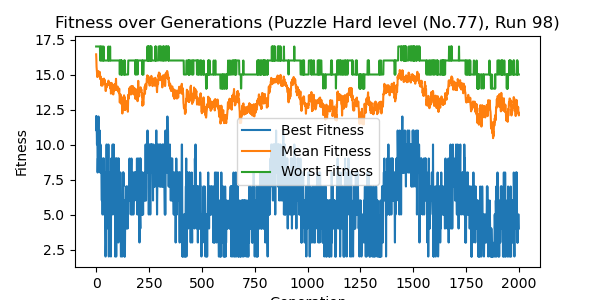 Fitness over Generations (Puzzle Hard level (No.77), Run 98)
17.5
15.0
12.5
10.0
7.5
5.0
2.5
Fitness
Best Fitness
Mean Fitness
Worst Fitness
0 250 500 750 1000 1250 1500 1750 2000
Generation